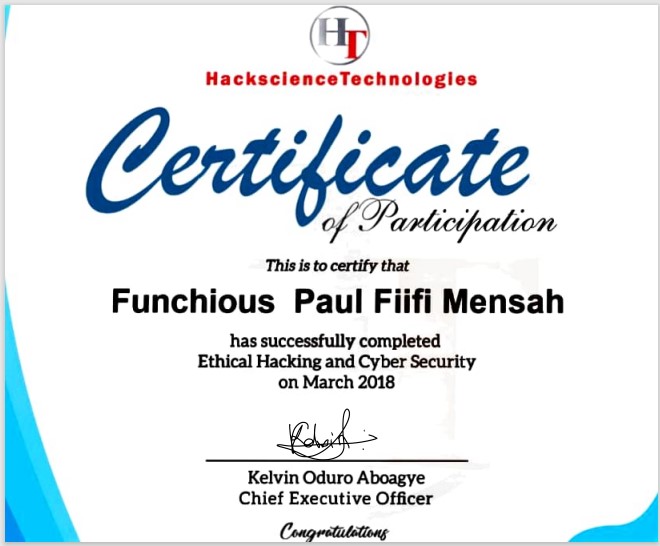 HT
HackscienceTechnologies
Certificate
of Participation
This is to certify that
Funchious Paul Fiifi Mensah
has successfully completed
Ethical Hacking and Cyber Security
on March 2018
Kelvin Oduro Aboagye
Chief Executive Officer
Congratulations